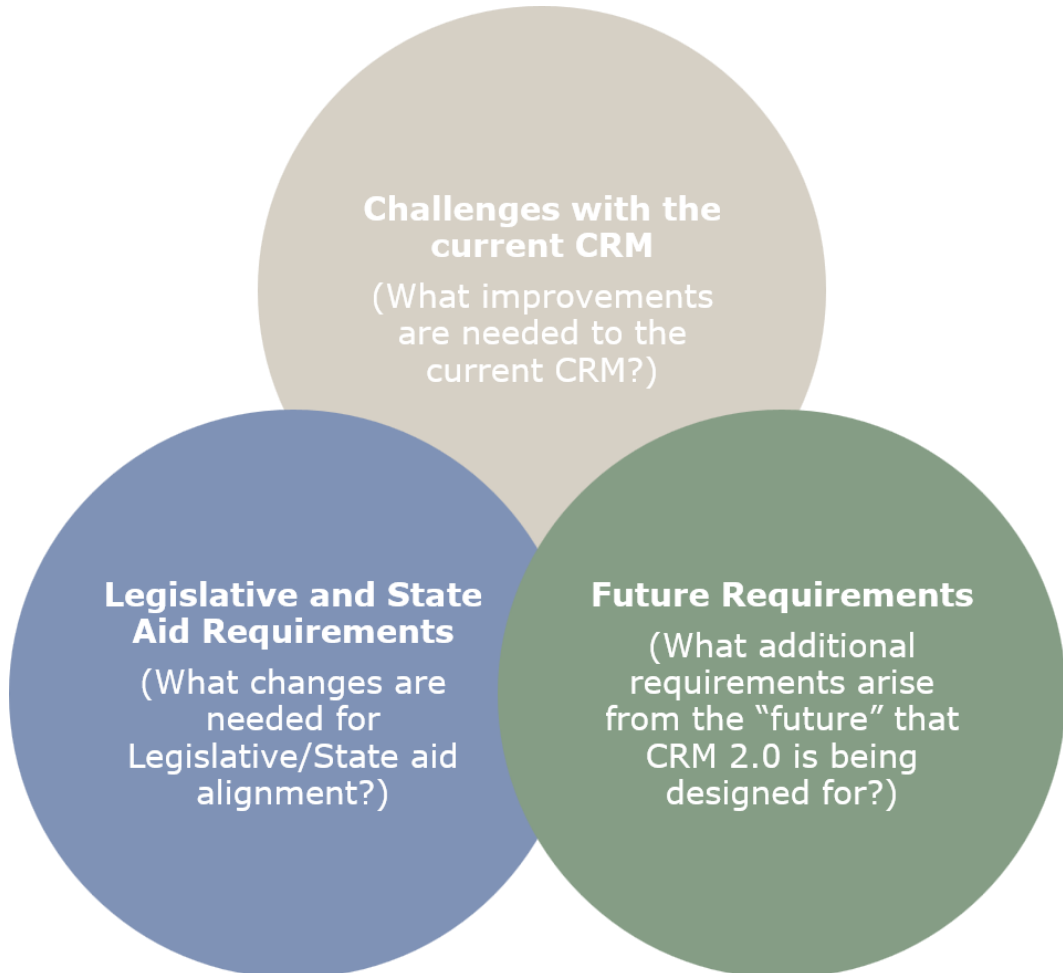 Challenges with the
current CRM
(What improvements
are needed to the
current CRM?)
Legislative and State
Aid Requirements
(What changes are
needed for
Legislative/State aid
alignment?)
Future Requirements
(What additional
requirements arise
from the “future” that
CRM 2.0 is being
designed for?)